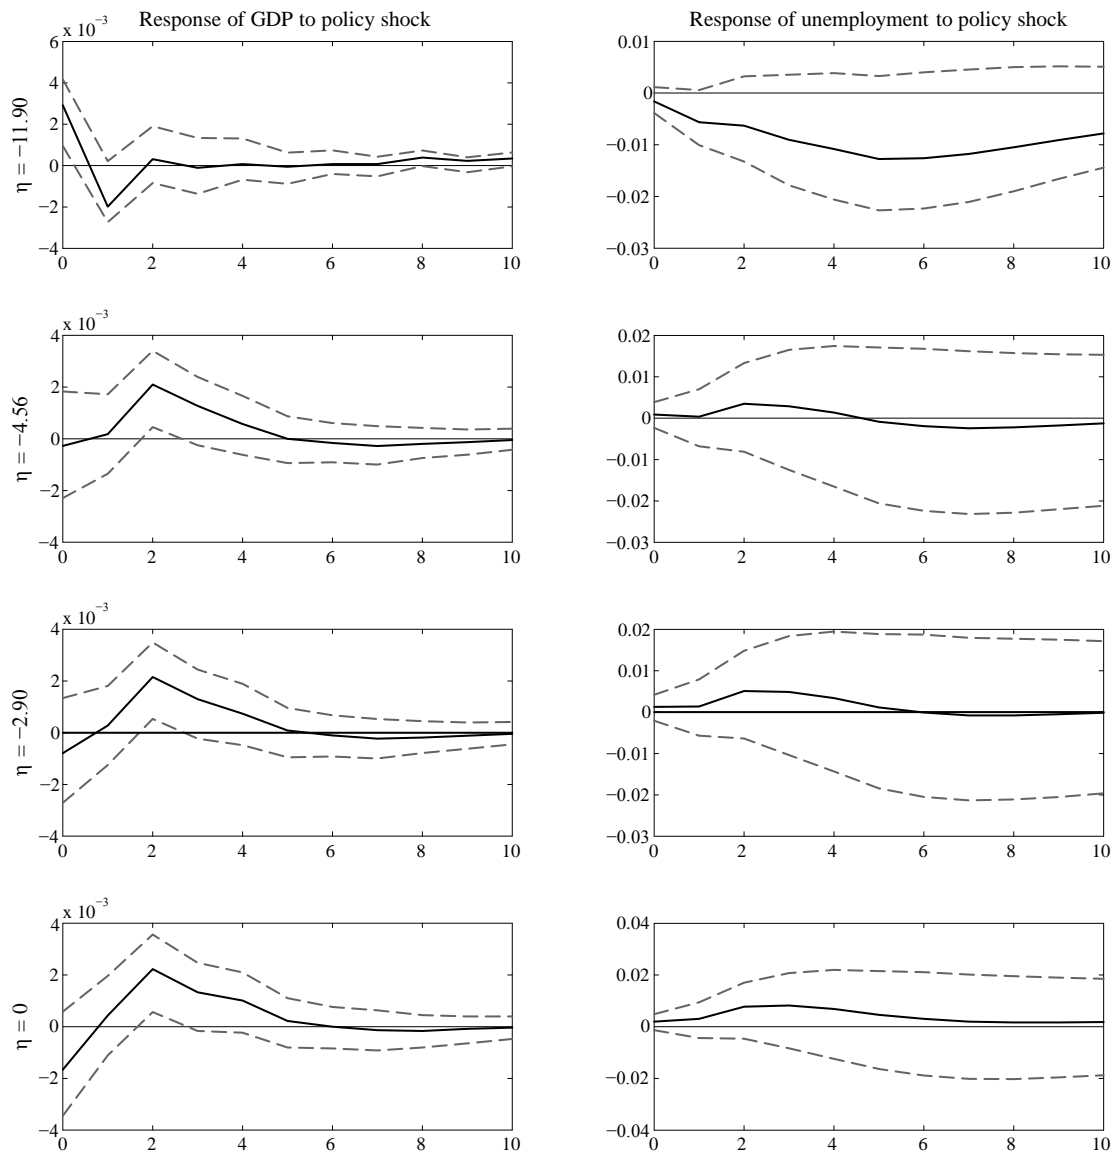 Response of GDP to policy shock
Response of unemployment to policy shock
x 10⁻³
6
4
2
0
−2
−4
η = −11.90
0 2 4 6 8 10
0.01
0
−0.01
−0.02
−0.03
0 2 4 6 8 10
x 10⁻³
4
2
0
−2
−4
η = −4.56
0 2 4 6 8 10
0.02
0.01
0
−0.01
−0.02
−0.03
0 2 4 6 8 10
x 10⁻³
4
2
0
−2
−4
η = −2.90
0 2 4 6 8 10
0.02
0.01
0
−0.01
−0.02
−0.03
0 2 4 6 8 10
x 10⁻³
4
2
0
−2
−4
η = 0
0 2 4 6 8 10
0.04
0.02
0
−0.02
−0.04
0 2 4 6 8 10